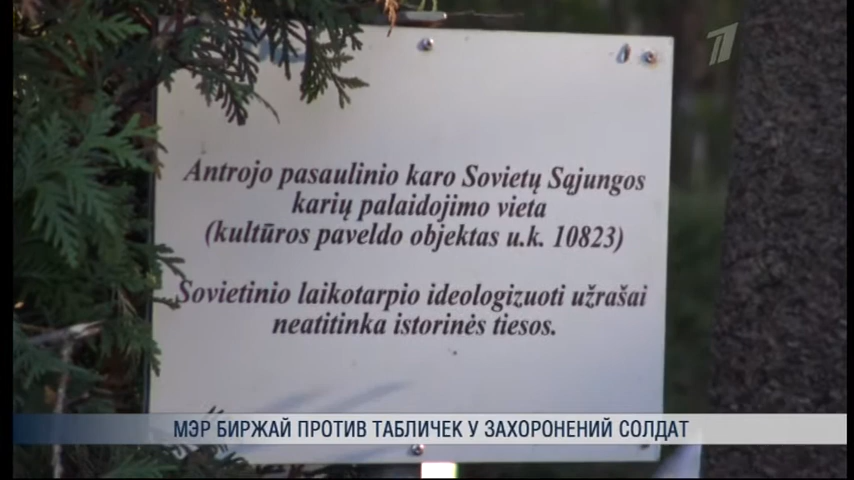 Antrojo pasaulinio karo Sovietų Sąjungos
karių palaidojimo vieta
(kultūros paveldo objektas u.k. 10823)
Sovietinio laikotarpio ideologizuoti užrašai
neatitinka istorinės tiesos.
МЭР БИРЖАЙ ПРОТИВ ТАБЛИЧЕК У ЗАХОРОНЕНИЙ СОЛДАТ